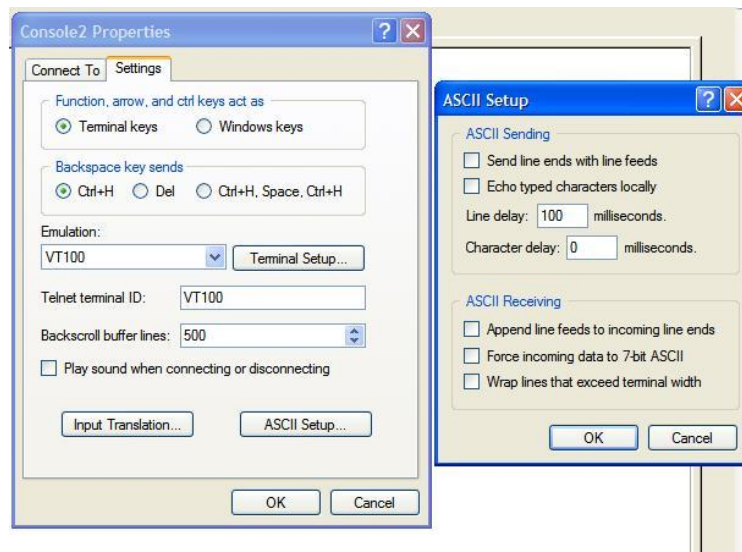 Console2 Properties
Connect To
Settings
Function, arrow, and ctrl keys act as
Terminal keys
Windows keys
Backspace key sends
Ctrl+H
Del
Ctrl+H, Space, Ctrl+H
Emulation:
VT100
Terminal Setup...
Telnet terminal ID:
VT100
Backscroll buffer lines:
500
Play sound when connecting or disconnecting
Input Translation...
ASCII Setup...
OK
Cancel
ASCII Setup
ASCII Sending
Send line ends with line feeds
Echo typed characters locally
Line delay: 100 milliseconds.
Character delay: 0 milliseconds.
ASCII Receiving
Append line feeds to incoming line ends
Force incoming data to 7-bit ASCII
Wrap lines that exceed terminal width
OK
Cancel